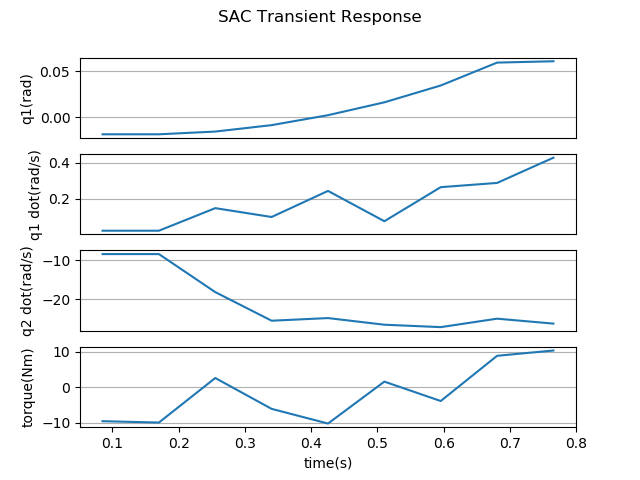 SAC Transient Response
q1(rad)
0.05
0.00
q1 dot(rad/s)
0.4
0.2
q2 dot(rad/s)
−10
−20
torque(Nm)
10
0
−10
0.1 0.2 0.3 0.4 0.5 0.6 0.7 0.8
time(s)